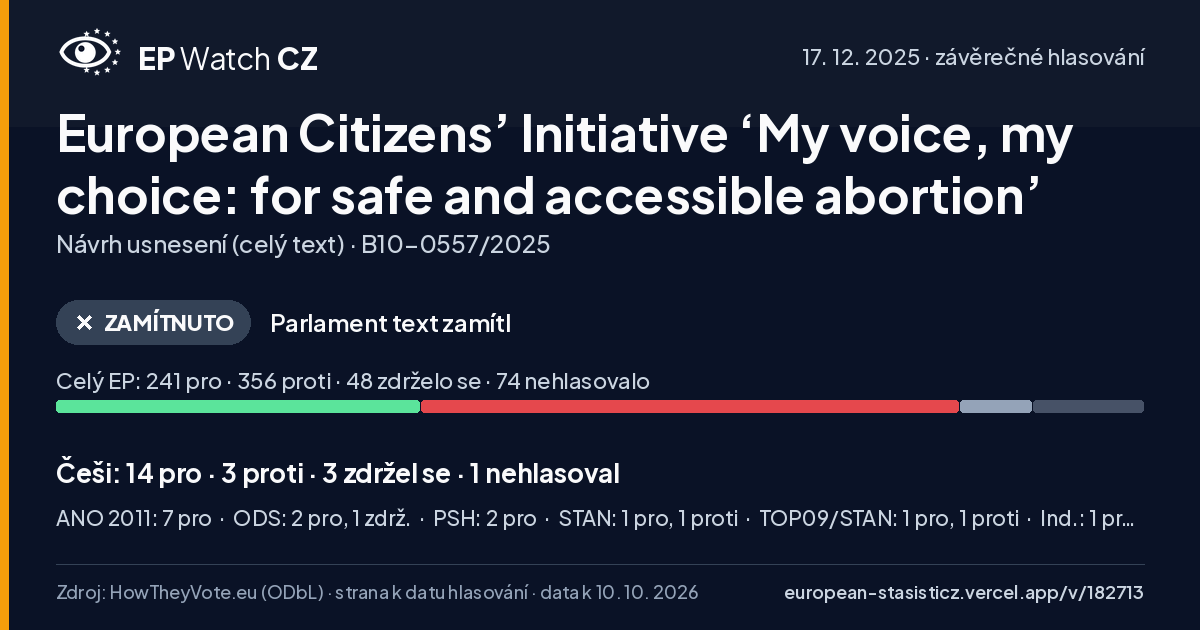 EP Watch CZ
17. 12. 2025 · závěrečné hlasování
European Citizens’ Initiative ‘My voice, my
choice: for safe and accessible abortion’
Návrh usnesení (celý text) · B10–0557/2025
✕ ZAMÍTNUTO
Parlament text zamítl
Celý EP: 241 pro · 356 proti · 48 zdrželo se · 74 nehlasovalo
Češi: 14 pro · 3 proti · 3 zdržel se · 1 nehlasoval
ANO 2011: 7 pro · ODS: 2 pro, 1 zdrž. · PSH: 2 pro · STAN: 1 pro, 1 proti · TOP09/STAN: 1 pro, 1 proti · Ind.: 1 pr…
Zdroj: HowTheyVote.eu (ODbL) · strana k datu hlasování · data k 10. 10. 2026
european-stasisticz.vercel.app/v/182713